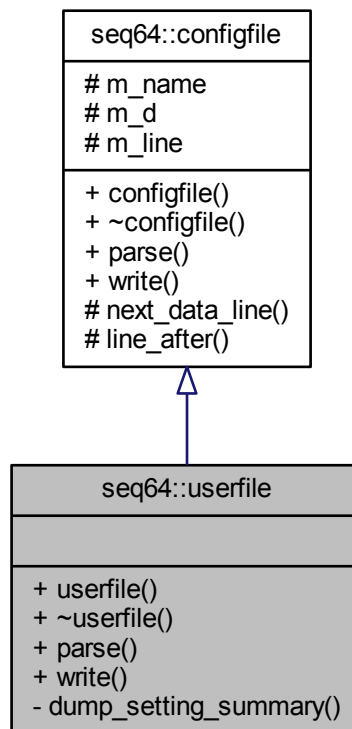 seq64::configfile
# m_name
# m_d
# m_line
+ configfile()
+ ~configfile()
+ parse()
+ write()
# next_data_line()
# line_after()
seq64::userfile
+ userfile()
+ ~userfile()
+ parse()
+ write()
- dump_setting_summary()